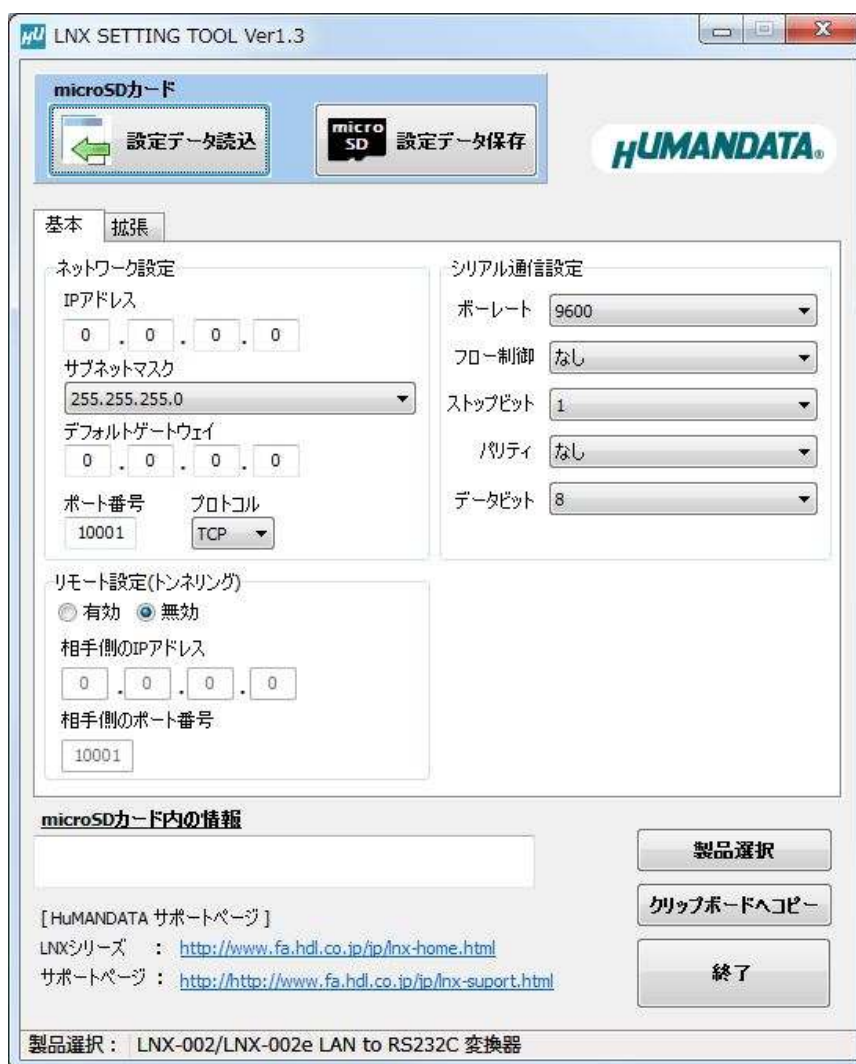 HU LNX SETTING TOOL Ver1.3
microSDカード
設定データ読込
micro
SD
設定データ保存
HUMANDATA®
基本 拡張
ネットワーク設定
IPアドレス
0 . 0 . 0 . 0
サブネットマスク
255.255.255.0
デフォルトゲートウェイ
0 . 0 . 0 . 0
ポート番号 プロトコル
10001 TCP
シリアル通信設定
ボーレート 9600
フロー制御 なし
ストップビット 1
パリティ なし
データビット 8
リモート設定(トンネリング)
有効 無効
相手側のIPアドレス
0 . 0 . 0 . 0
相手側のポート番号
10001
microSDカード内の情報
[ HuMANDATA サポートページ ]
LNXシリーズ : http://www.fa.hdl.co.jp/jp/lnx-home.html
サポートページ : http://http://www.fa.hdl.co.jp/jp/lnx-suport.html
製品選択
クリップボードへコピー
終了
製品選択: LNX-002/LNX-002e LAN to RS232C 変換器